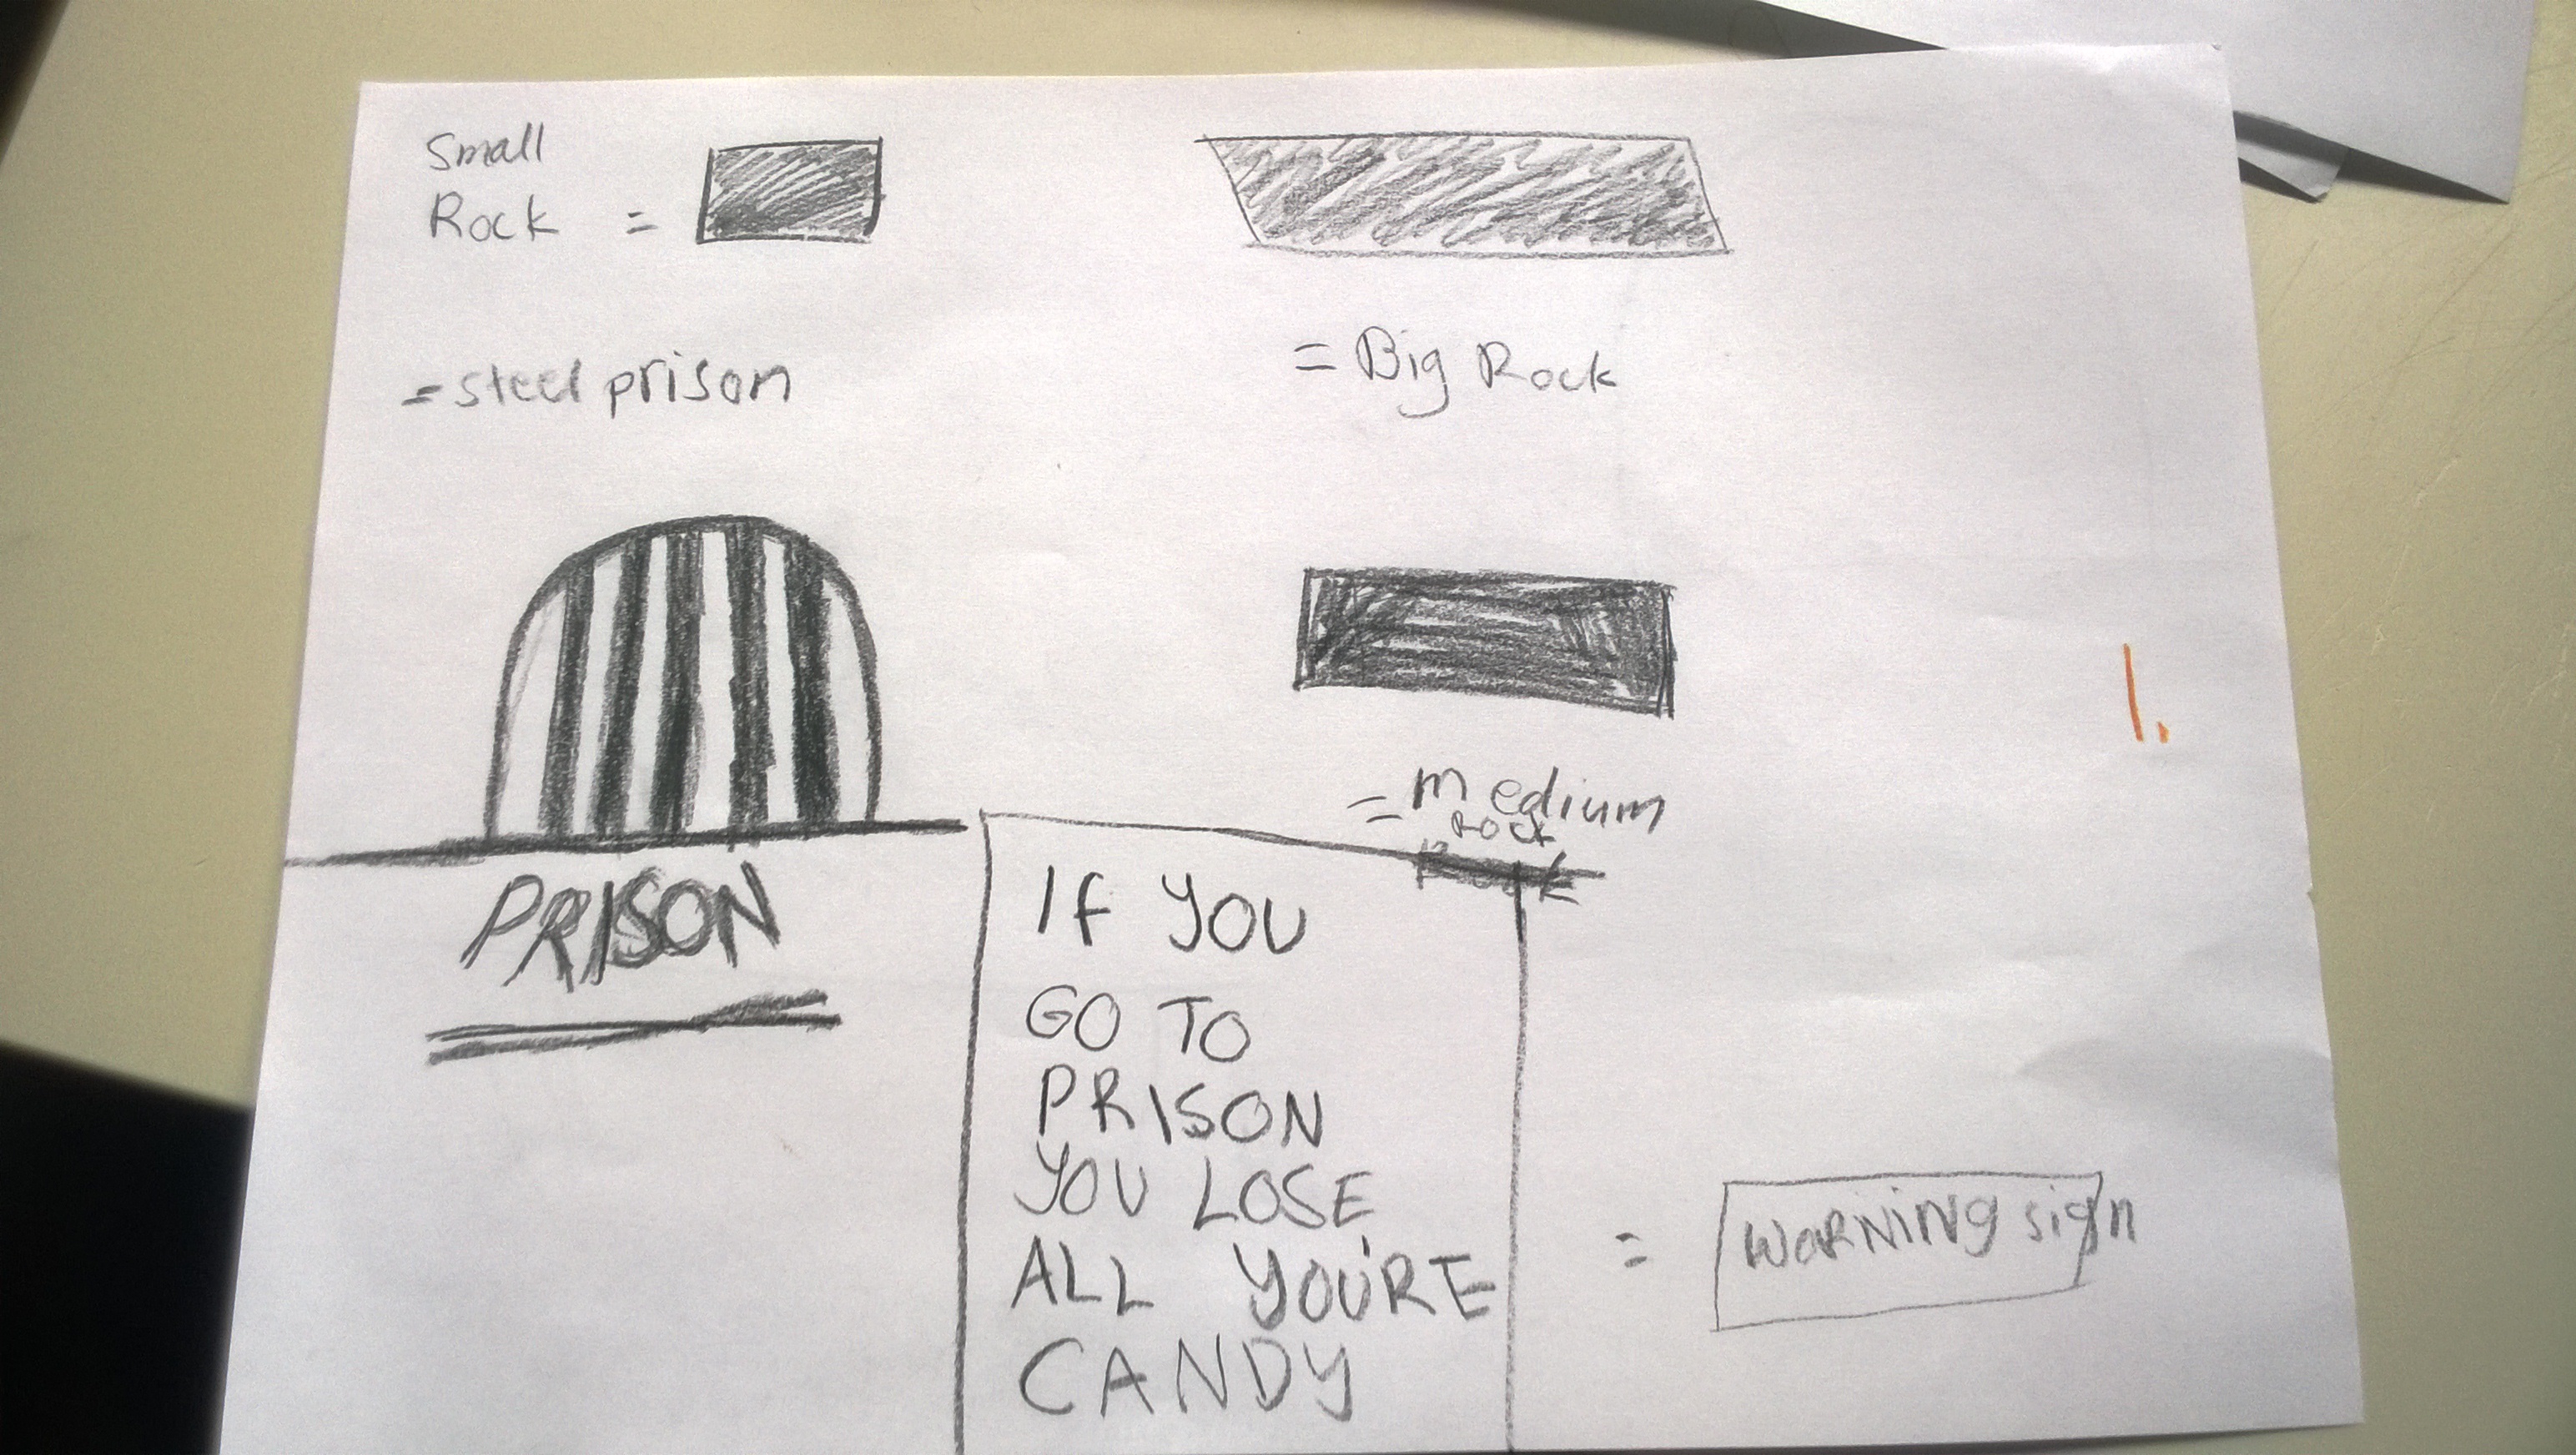 Small
Rock =
= Big Rock
= steel prison
= medium
Rock
PRISON
IF YOU
GO TO
PRISON
YOU LOSE
ALL YOU'RE
CANDY
= WARNING sign
1.